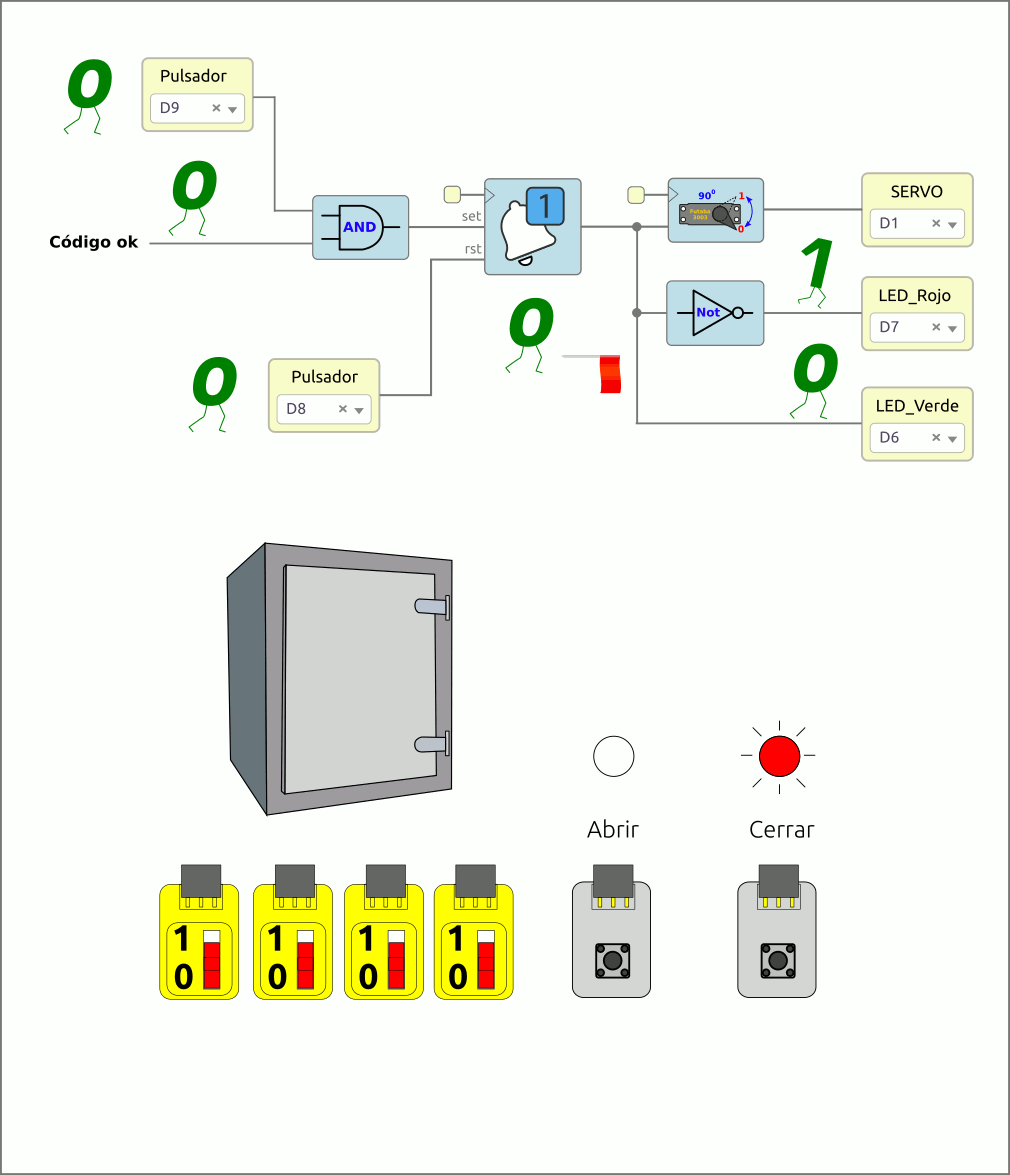 0
Pulsador
D9 ×
0
Código ok
AND
set
rst
1
90⁰
1
Futaba
3003
0
SERVO
D1 ×
1
Not
LED_Rojo
D7 ×
0
0
Pulsador
D8 ×
0
LED_Verde
D6 ×
Abrir
Cerrar
1 1 1 1
0 0 0 0